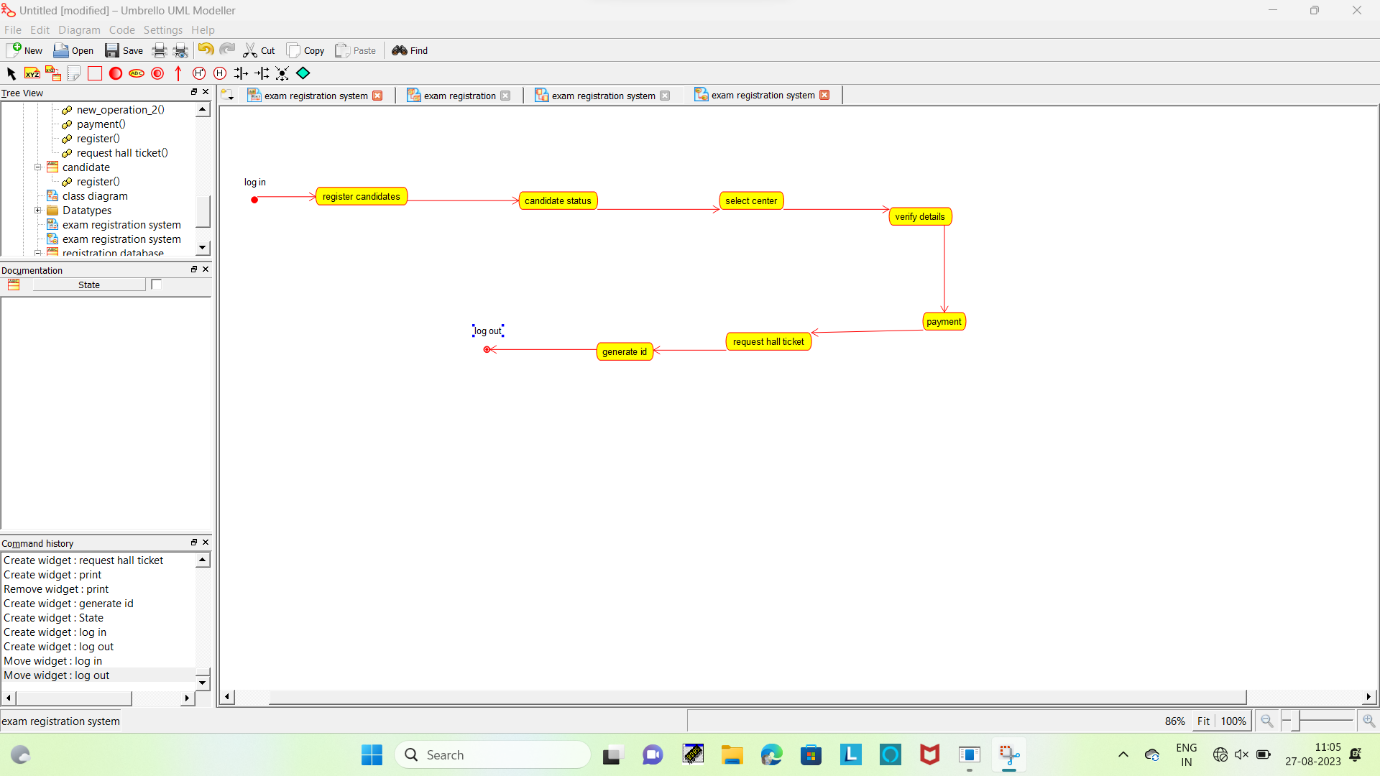 Untitled [modified] – Umbrello UML Modeller
File Edit Diagram Code Settings Help
New Open Save Cut Copy Paste Find
XYZ ABC H* H
Tree View
exam registration system exam registration exam registration system exam registration system
new_operation_2()
payment()
register()
request hall ticket()
candidate
register()
class diagram
Datatypes
exam registration system
exam registration system
registration database
log in
register candidates
candidate status
select center
verify details
payment
log out
request hall ticket
generate id
Documentation
State
Command history
Create widget : request hall ticket
Create widget : print
Remove widget : print
Create widget : generate id
Create widget : State
Create widget : log in
Create widget : log out
Move widget : log in
Move widget : log out
exam registration system
86% Fit 100%
Search
L
ENG
IN
11:05
27-08-2023